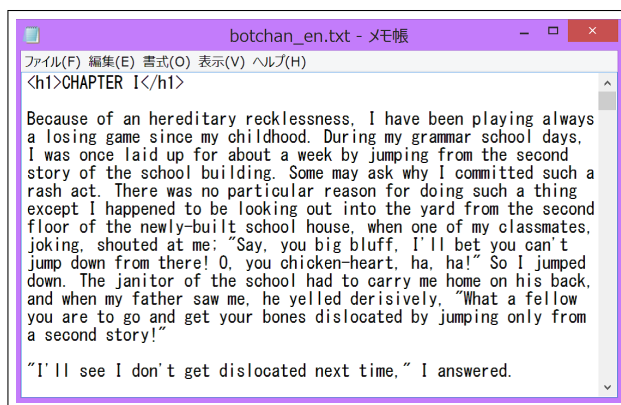 botchan_en.txt - メモ帳
ファイル(F) 編集(E) 書式(O) 表示(V) ヘルプ(H)
<h1>CHAPTER I</h1>
Because of an hereditary recklessness, I have been playing always
a losing game since my childhood. During my grammar school days,
I was once laid up for about a week by jumping from the second
story of the school building. Some may ask why I committed such a
rash act. There was no particular reason for doing such a thing
except I happened to be looking out into the yard from the second
floor of the newly-built school house, when one of my classmates,
joking, shouted at me; "Say, you big bluff, I'll bet you can't
jump down from there! O, you chicken-heart, ha, ha!" So I jumped
down. The janitor of the school had to carry me home on his back,
and when my father saw me, he yelled derisively, "What a fellow
you are to go and get your bones dislocated by jumping only from
a second story!"
"I'll see I don't get dislocated next time," I answered.